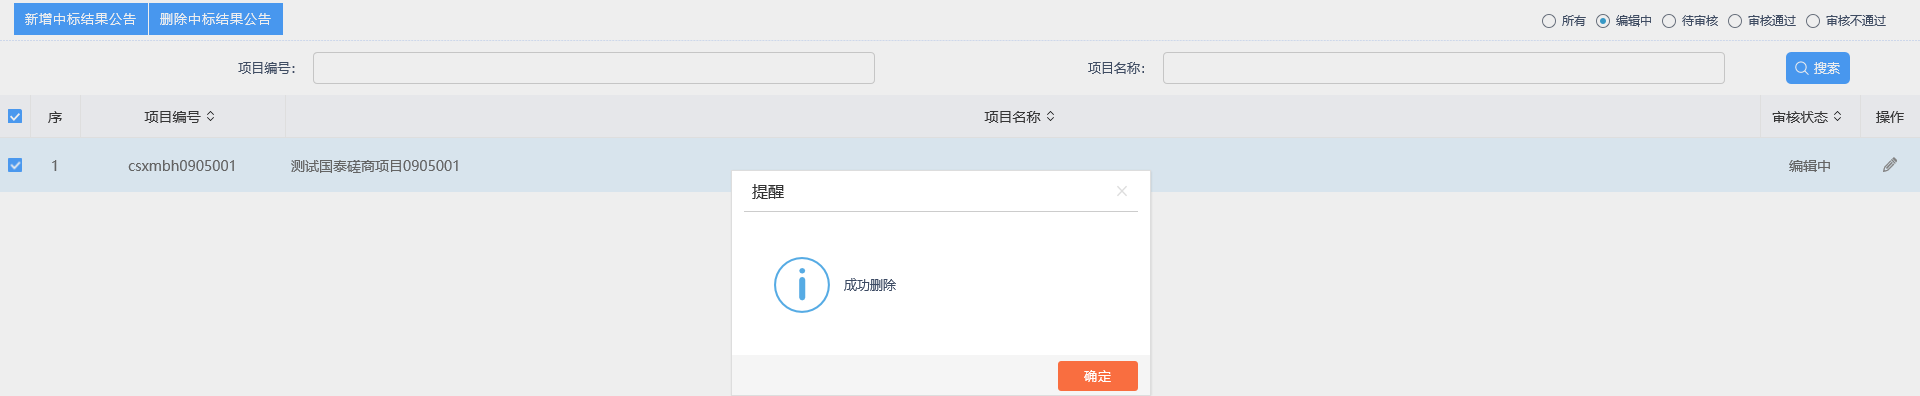 新增中标结果公告 删除中标结果公告 所有 编辑中 待审核 审核通过 审核不通过
项目编号： 项目名称： 搜索
序 项目编号 项目名称 审核状态 操作
1 csxmbh0905001 测试国泰磋商项目0905001 编辑中
提醒
成功删除
确定